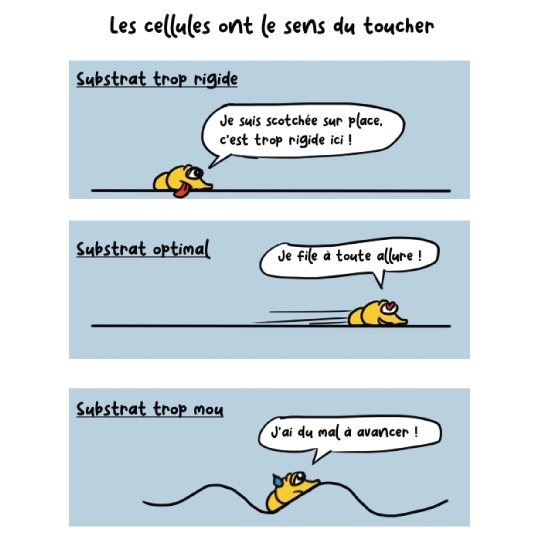 Les cellules ont le sens du toucher
Substrat trop rigide
Je suis scotchée sur place,
c'est trop rigide ici !
Substrat optimal
Je file à toute allure !
Substrat trop mou
J'ai du mal à avancer !